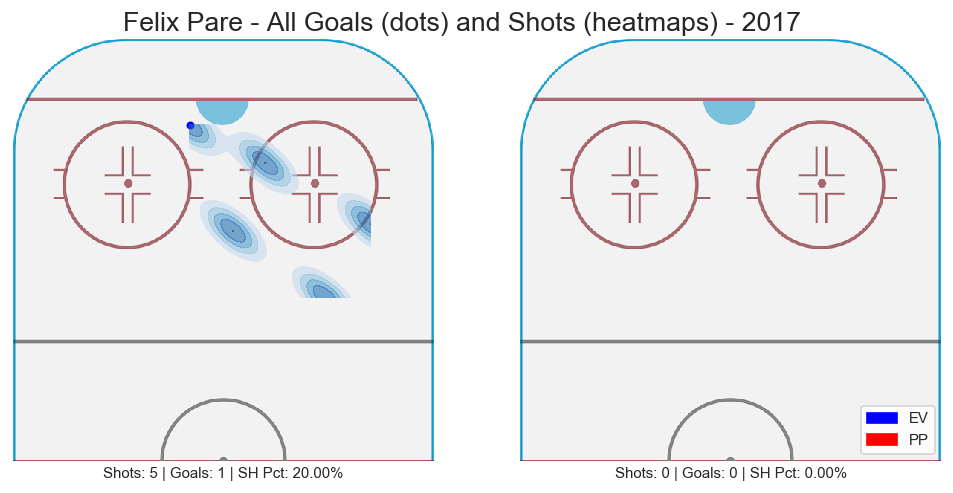 Felix Pare - All Goals (dots) and Shots (heatmaps) - 2017
EV
PP
Shots: 5 | Goals: 1 | SH Pct: 20.00%
Shots: 0 | Goals: 0 | SH Pct: 0.00%